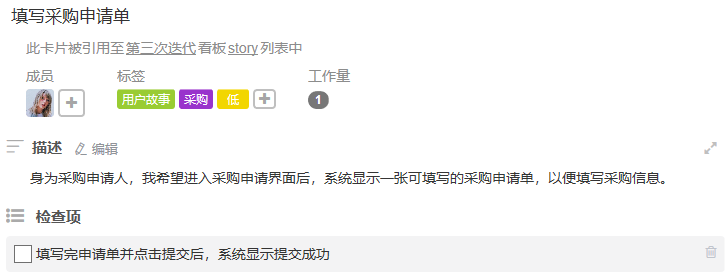 填写采购申请单
此卡片被引用至第三次迭代看板story列表中
成员 标签 工作量
用户故事 采购 低 1
描述 编辑
身为采购申请人，我希望进入采购申请界面后，系统显示一张可填写的采购申请单，以便填写采购信息。
检查项
填写完申请单并点击提交后，系统显示提交成功